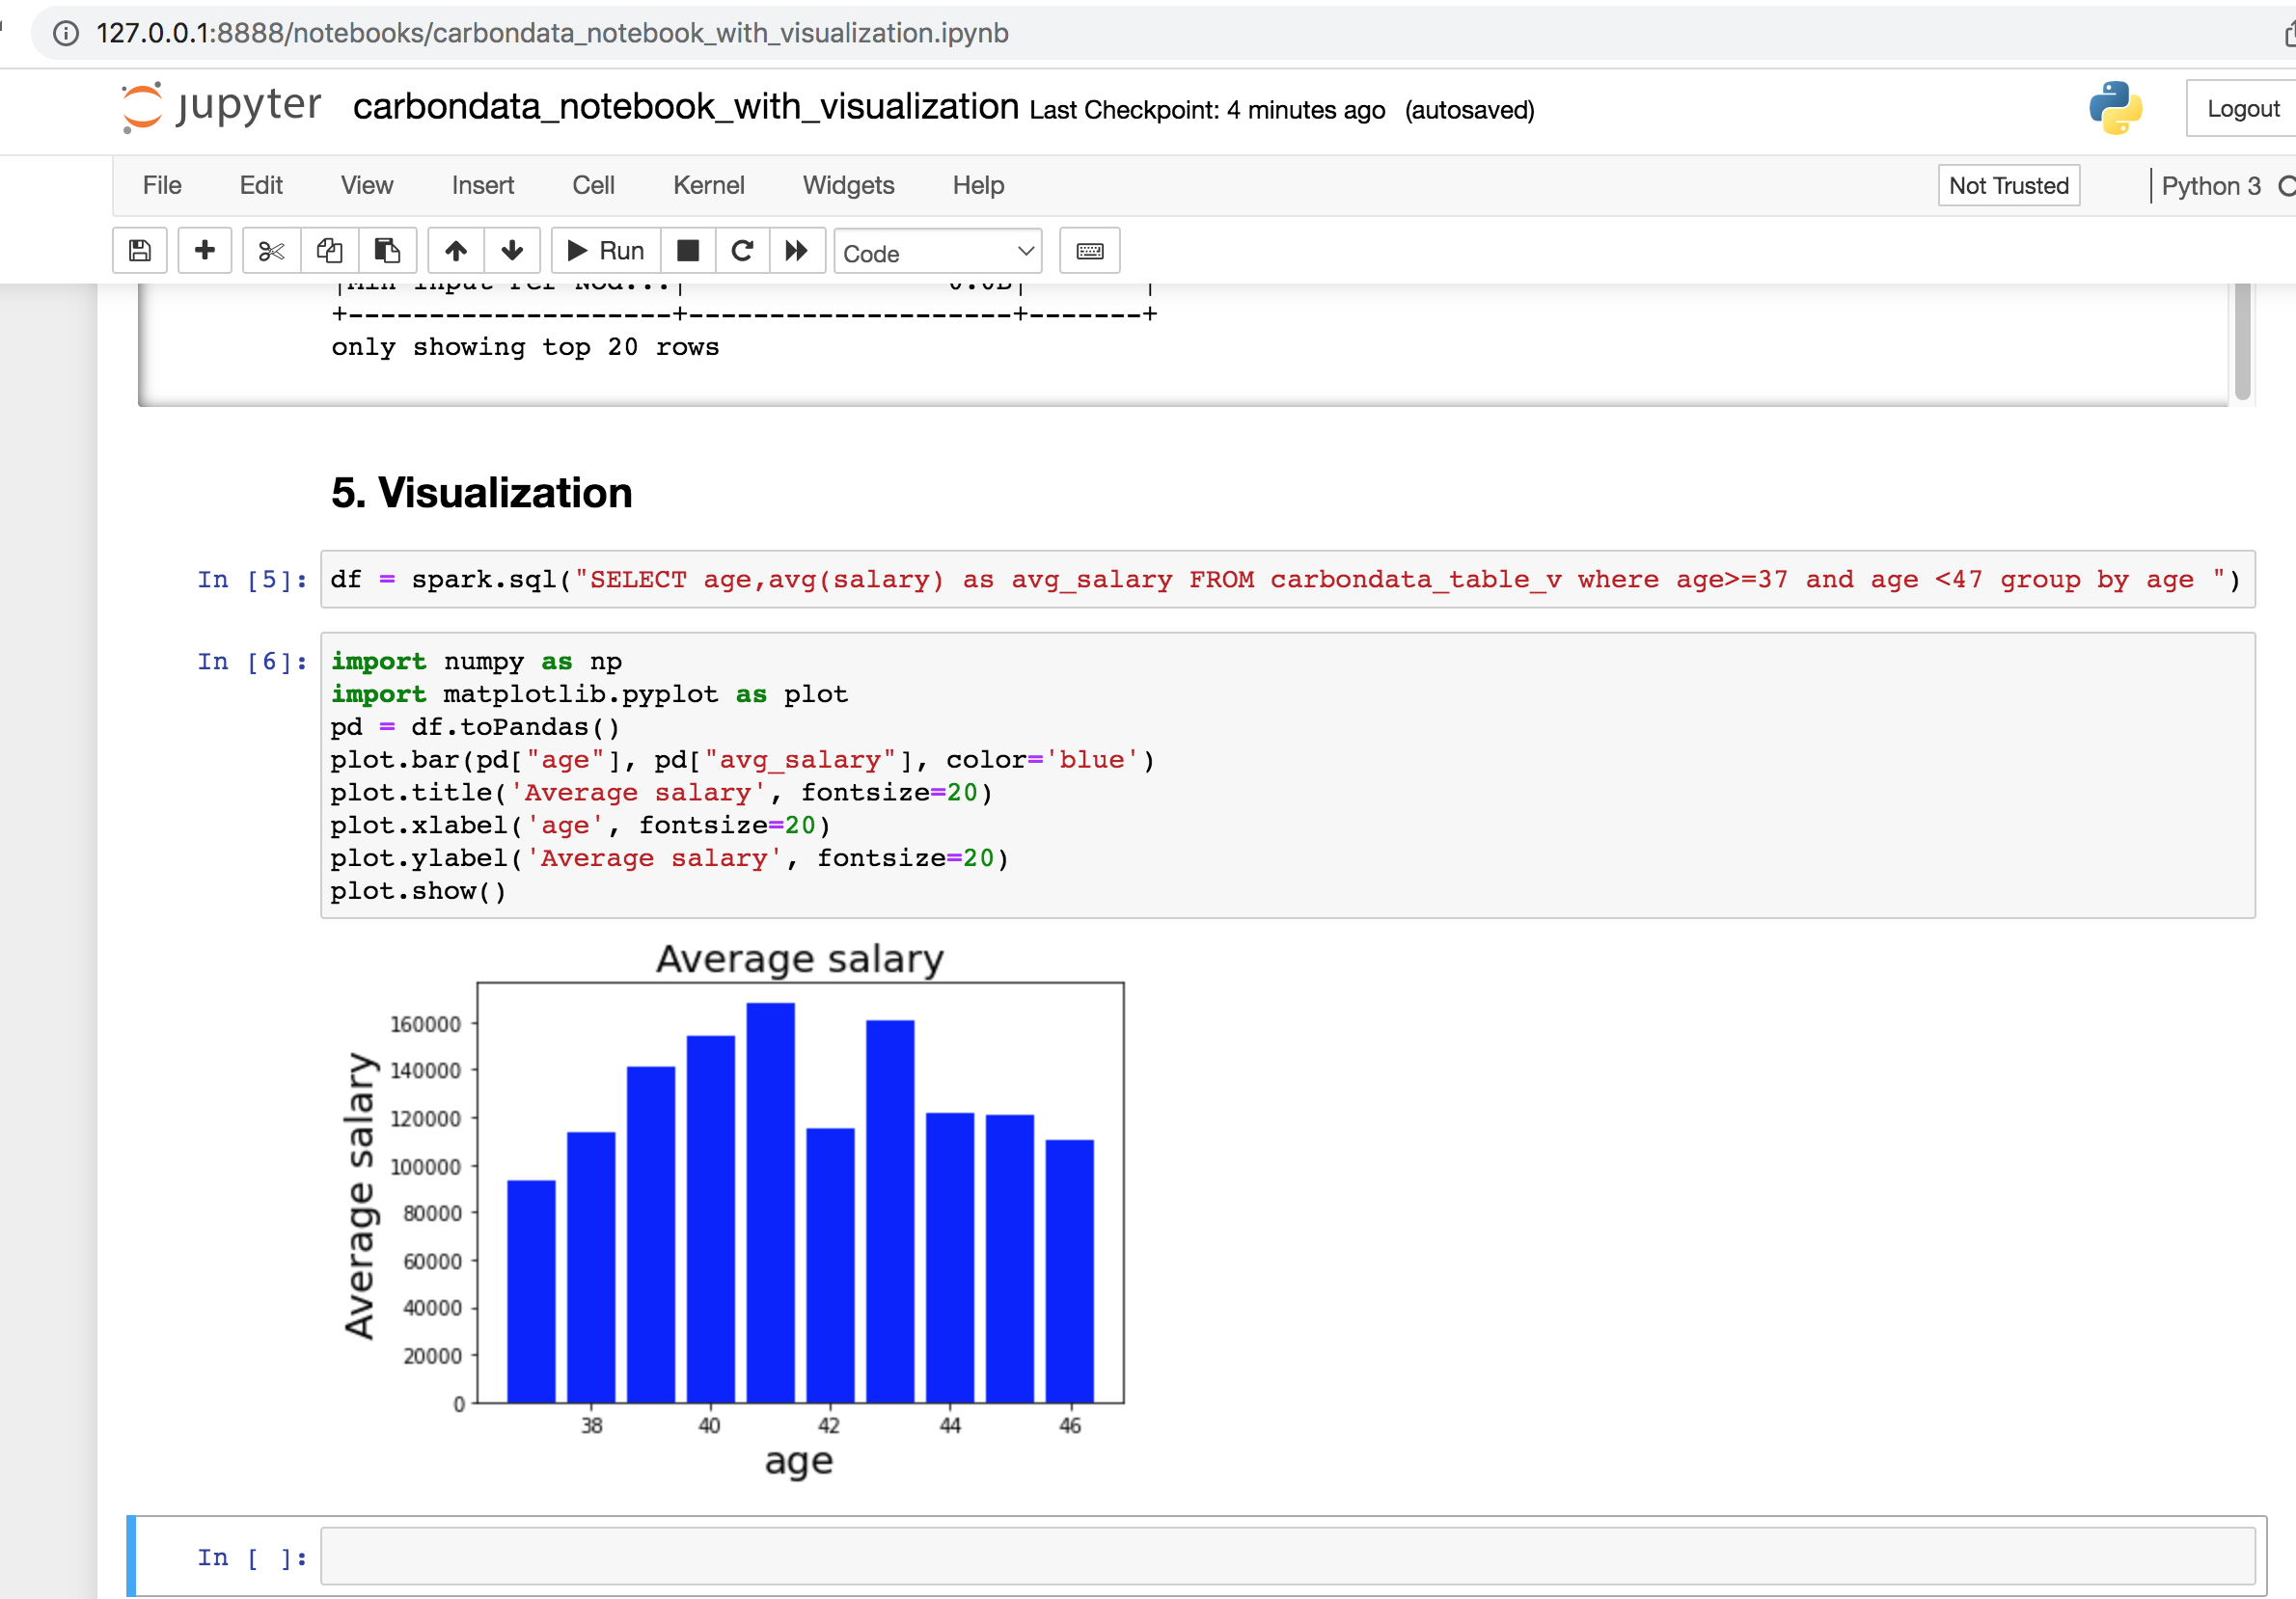 127.0.0.1:8888/notebooks/carbondata_notebook_with_visualization.ipynb
jupyter carbondata_notebook_with_visualization Last Checkpoint: 4 minutes ago (autosaved)
Logout
File Edit View Insert Cell Kernel Widgets Help Not Trusted Python 3
Run Code
+--------------------+--------------------+-------+
only showing top 20 rows
5. Visualization
In [5]: df = spark.sql("SELECT age,avg(salary) as avg_salary FROM carbondata_table_v where age>=37 and age <47 group by age ")
In [6]: import numpy as np
import matplotlib.pyplot as plot
pd = df.toPandas()
plot.bar(pd["age"], pd["avg_salary"], color='blue')
plot.title('Average salary', fontsize=20)
plot.xlabel('age', fontsize=20)
plot.ylabel('Average salary', fontsize=20)
plot.show()
Average salary
Average salary
160000
140000
120000
100000
80000
60000
40000
20000
0
38 40 42 44 46
age
In [ ]: